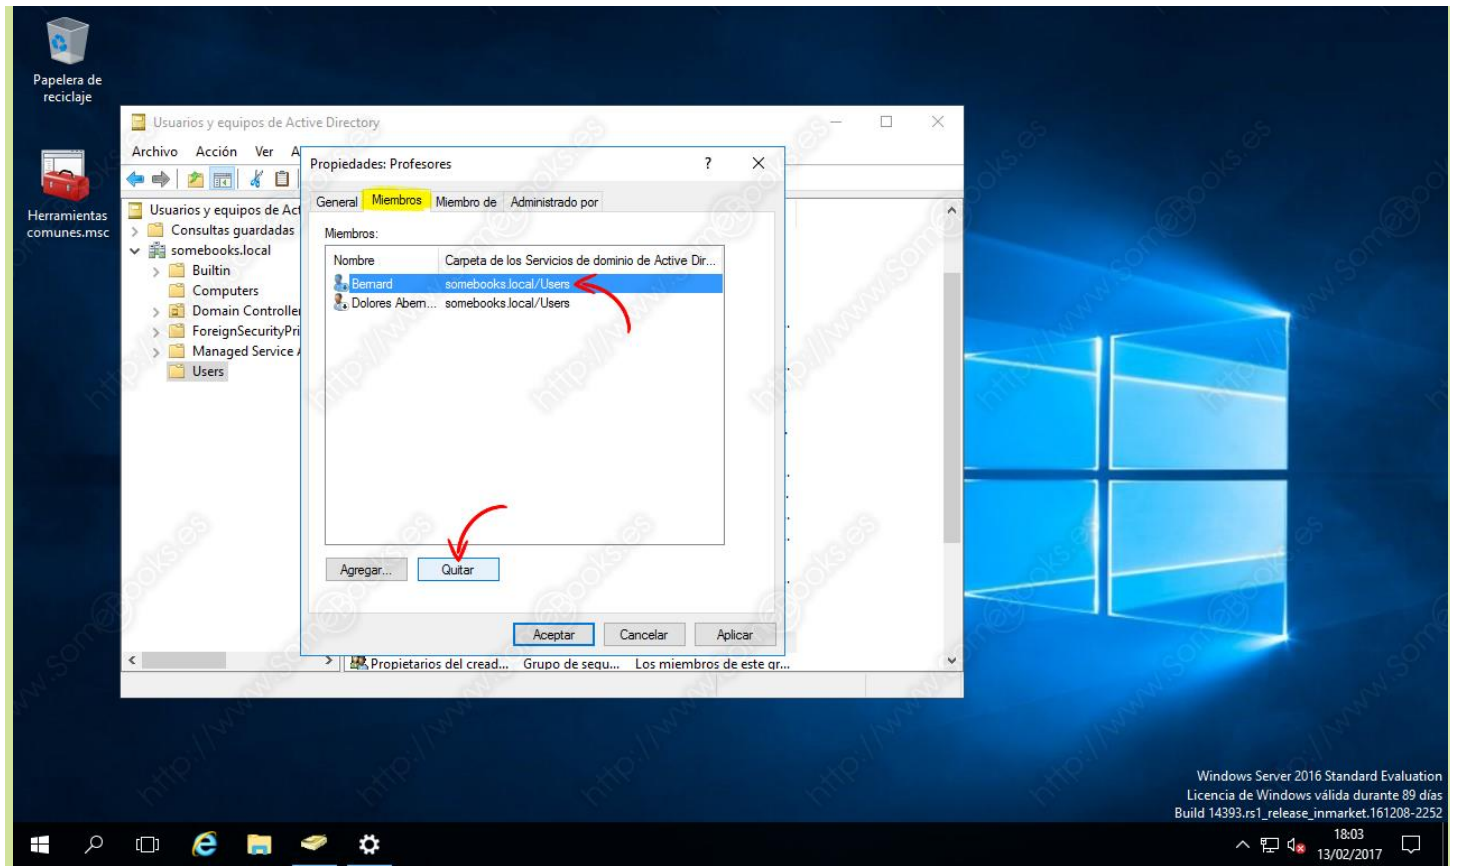 Papelera de
reciclaje
Herramientas
comunes.msc
Usuarios y equipos de Active Directory
Archivo Acción Ver A
Propiedades: Profesores
? 
General Miembros Miembro de Administrado por
Usuarios y equipos de Act
Consultas guardadas
somebooks.local
Builtin
Computers
Domain Controller
ForeignSecurityPri
Managed Service A
Users
Miembros:
Nombre Carpeta de los Servicios de dominio de Active Dir...
Bernard somebooks.local/Users
Dolores Abern... somebooks.local/Users
Agregar... Quitar
Aceptar Cancelar Aplicar
Propietarios del cread... Grupo de segu... Los miembros de este gr...
Windows Server 2016 Standard Evaluation
Licencia de Windows válida durante 89 días
Build 14393.rs1_release_inmarket.161208-2252
18:03
13/02/2017
http://www.SomeBooks.es